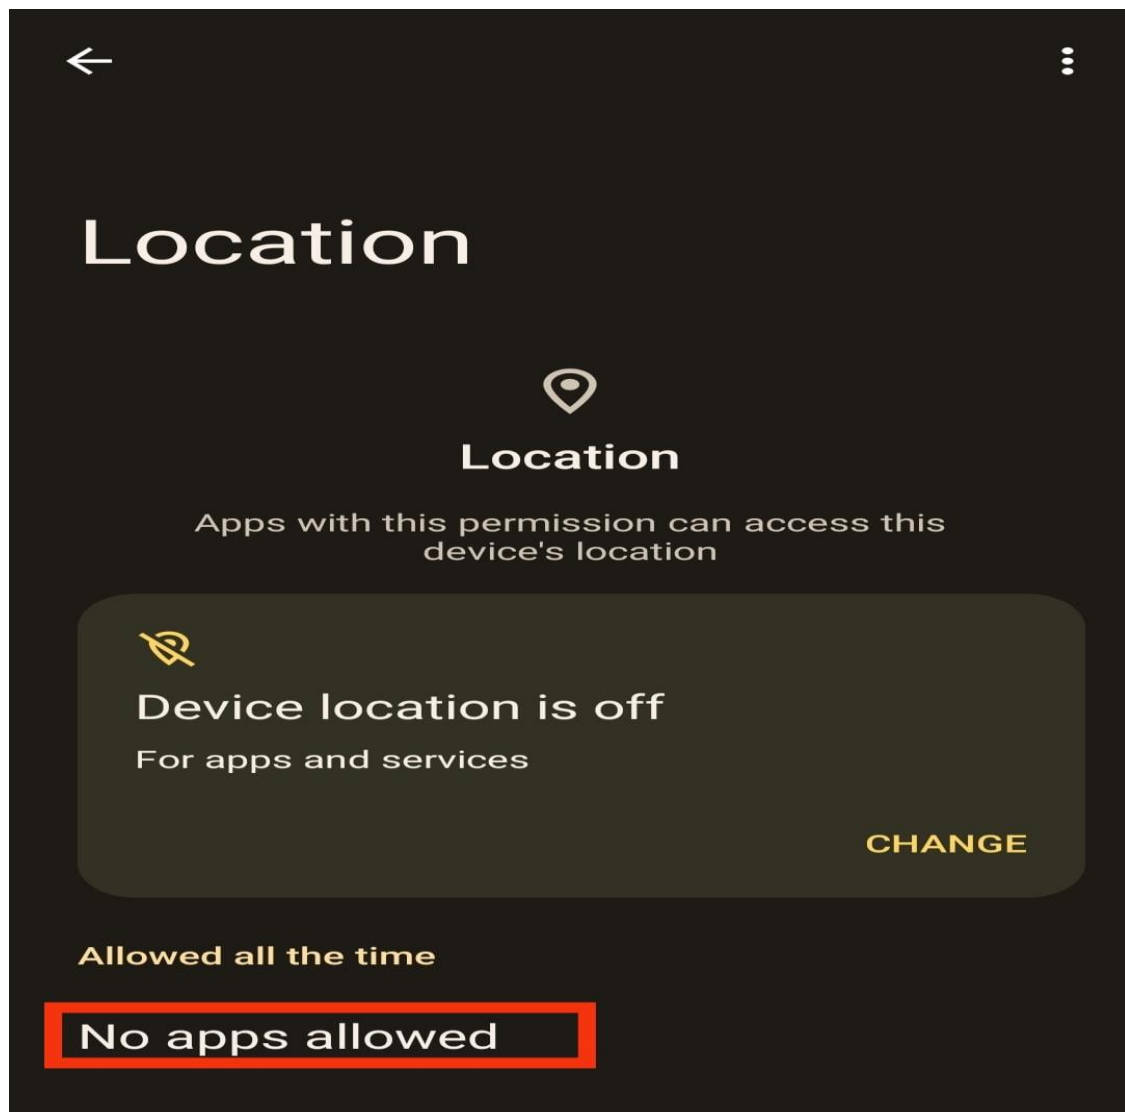 Location
Location
Apps with this permission can access this
device's location
Device location is off
For apps and services
CHANGE
Allowed all the time
No apps allowed